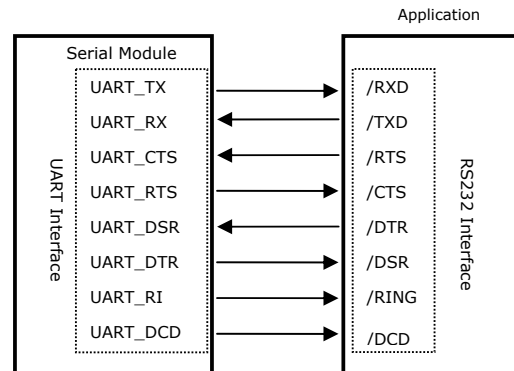 Application
Serial Module
UART_TX
/RXD
UART_RX
/TXD
UART_CTS
/RTS
UART_RTS
/CTS
UART_DSR
/DTR
UART_DTR
/DSR
UART_RI
/RING
UART_DCD
/DCD
UART Interface
RS232 Interface